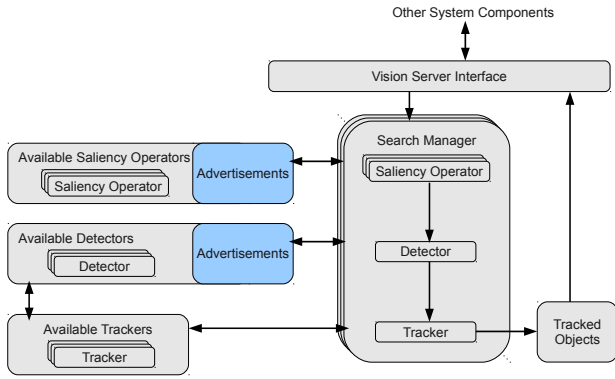 Other System Components
Vision Server Interface
Search Manager
Saliency Operator
Detector
Tracker
Available Saliency Operators
Saliency Operator
Advertisements
Available Detectors
Detector
Advertisements
Available Trackers
Tracker
Tracked
Objects